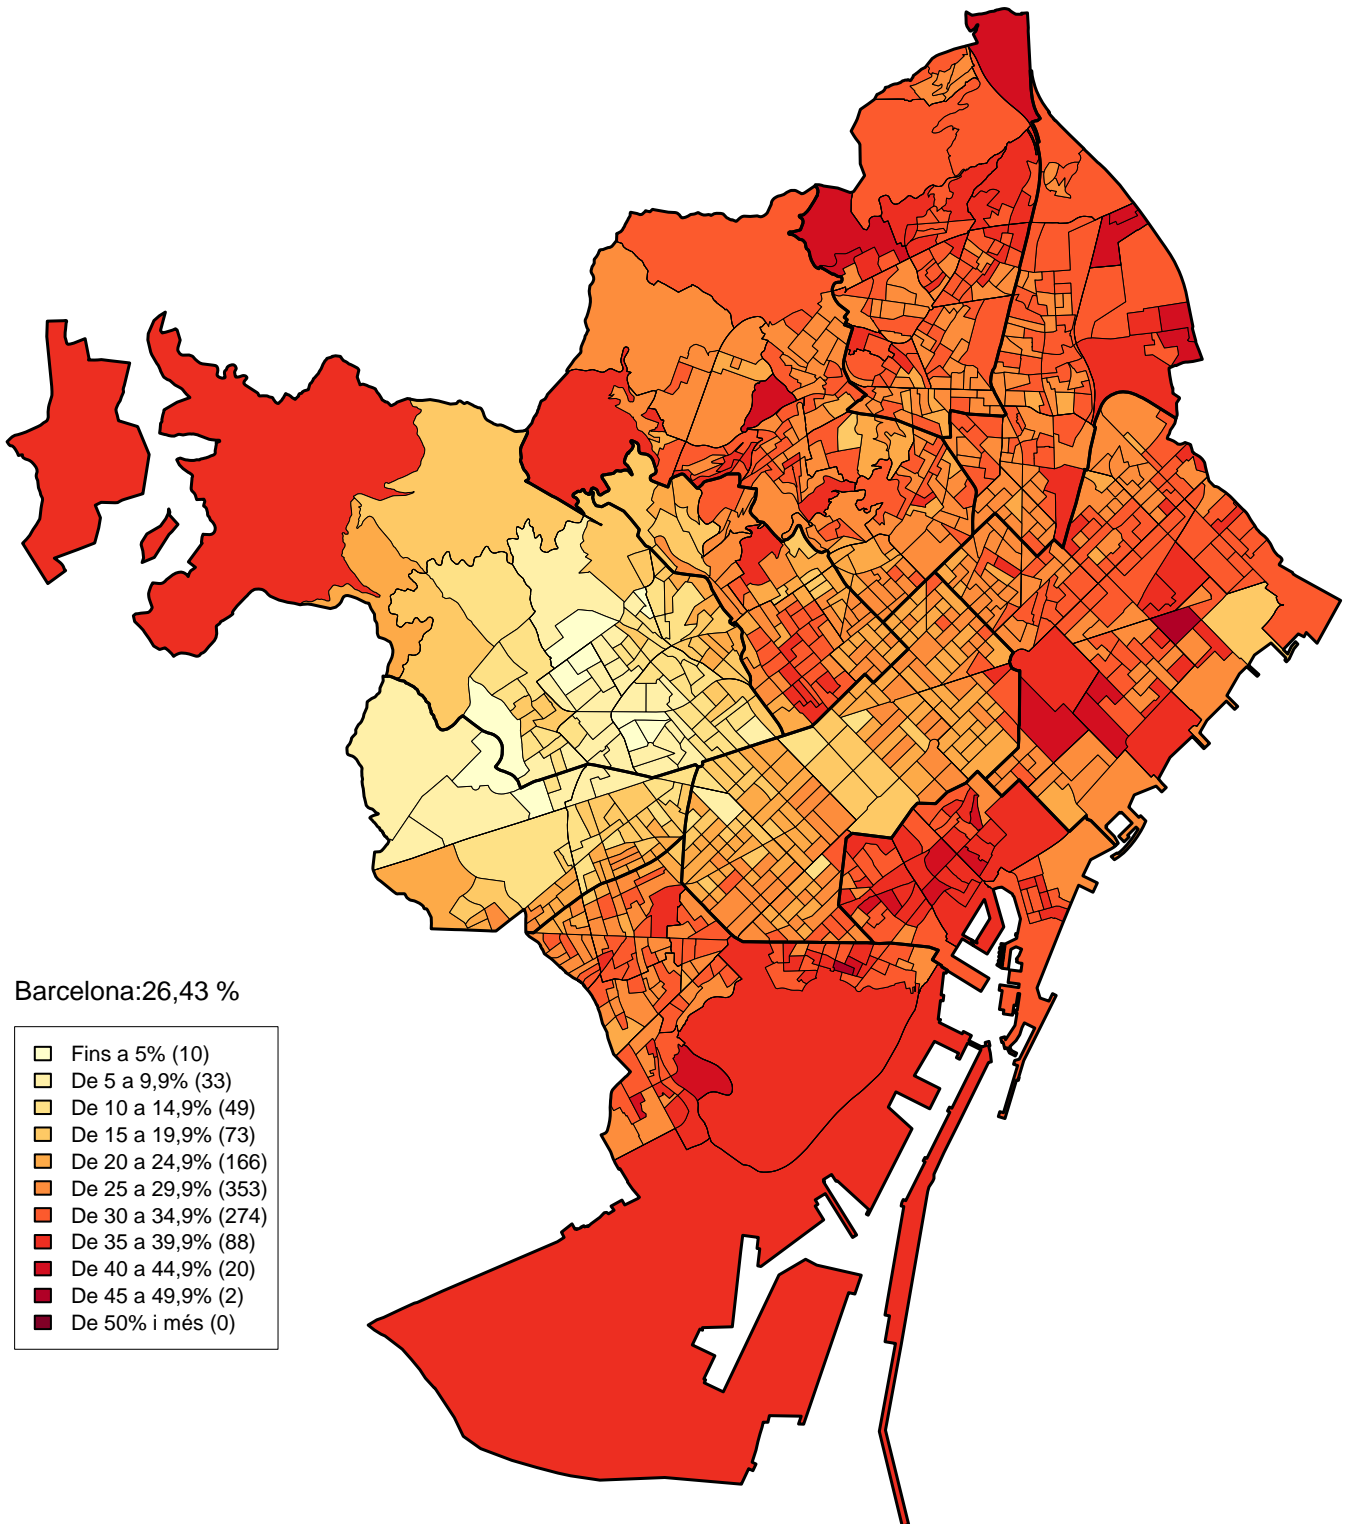 Barcelona:26,43 %
Fins a 5% (10)
De 5 a 9,9% (33)
De 10 a 14,9% (49)
De 15 a 19,9% (73)
De 20 a 24,9% (166)
De 25 a 29,9% (353)
De 30 a 34,9% (274)
De 35 a 39,9% (88)
De 40 a 44,9% (20)
De 45 a 49,9% (2)
De 50% i més (0)